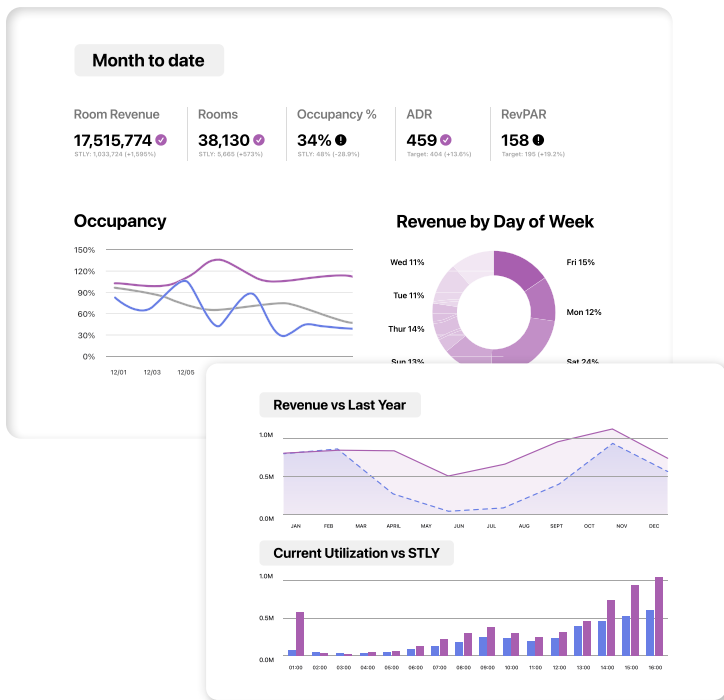 Month to date
Room Revenue Rooms Occupancy % ADR RevPAR
17,515,774 38,130 34% 459 158
STLY: 1,033,724 (+1,595%) STLY: 5,665 (+573%) STLY: 48% (-28.9%) Target: 404 (+13.6%) Target: 195 (+19.2%)
Occupancy
150%
120%
90%
60%
30%
0%
12/01 12/03 12/05
Revenue by Day of Week
Wed 11% Fri 15%
Tue 11% Mon 12%
Thur 14%
Sun 13% Sat 24%
Revenue vs Last Year
1.0M
0.5M
0.0M
JAN FEB MAR APRIL MAY JUN JUL AUG SEPT OCT NOV DEC
Current Utilization vs STLY
1.0M
0.5M
0.0M
01:00 02:00 03:00 04:00 05:00 06:00 07:00 08:00 09:00 10:00 11:00 12:00 13:00 14:00 15:00 16:00